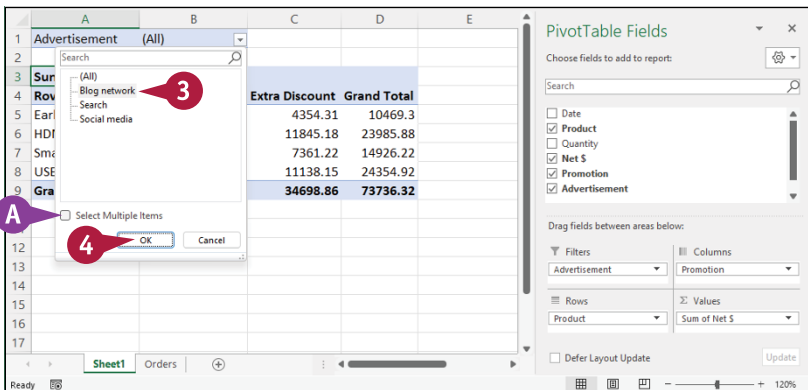 A B C D E
1 Advertisement (All)
2 Search
3 Sun
(All)
4 Row Blog network 3 Extra Discount Grand Total
Search
5 Earl Social media 4354.31 10469.3
6 HDM 11845.18 23985.88
7 Sma 7361.22 14926.22
8 USB 11138.15 24354.92
9 Gra 34698.86 73736.32
A Select Multiple Items
12 4 OK Cancel
13
14
15
16
17
Sheet1 Orders
Ready
PivotTable Fields
Choose fields to add to report:
Search
Date
Product
Quantity
Net $
Promotion
Advertisement
Drag fields between areas below:
Filters Columns
Advertisement Promotion
Rows Σ Values
Product Sum of Net $
Defer Layout Update Update
120%